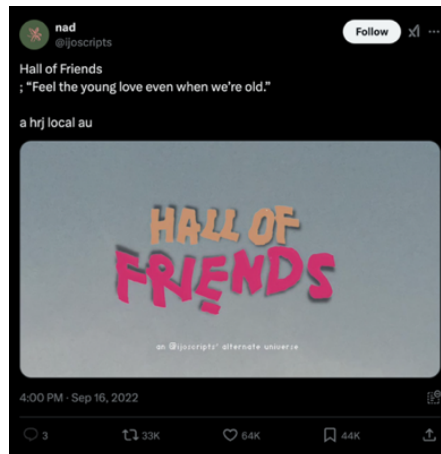 nad
@ijoscripts
Follow
Hall of Friends
; “Feel the young love even when we're old.”
a hrj local au
HALL OF
FRIENDS
an @ijoscripts' alternate universe
4:00 PM · Sep 16, 2022
3 33K 64K 44K